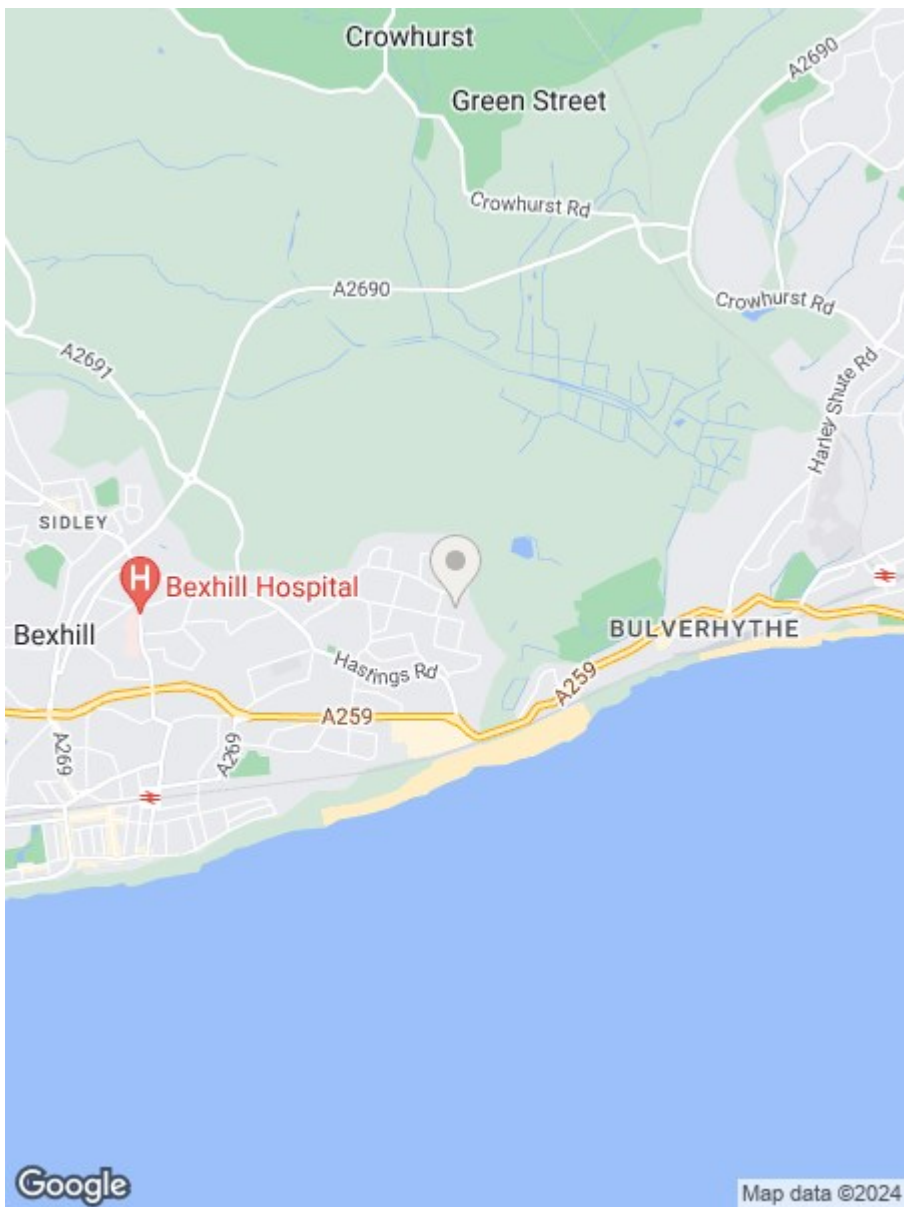 Crowhurst
Green Street
A2690
Crowhurst Rd
A2690
Crowhurst Rd
A2691
Harley Shute Rd
SIDLEY
H
Bexhill Hospital
Bexhill
BULVERHYTHE
Hastings Rd
A259
A259
A269
A269
Google
Map data ©2024